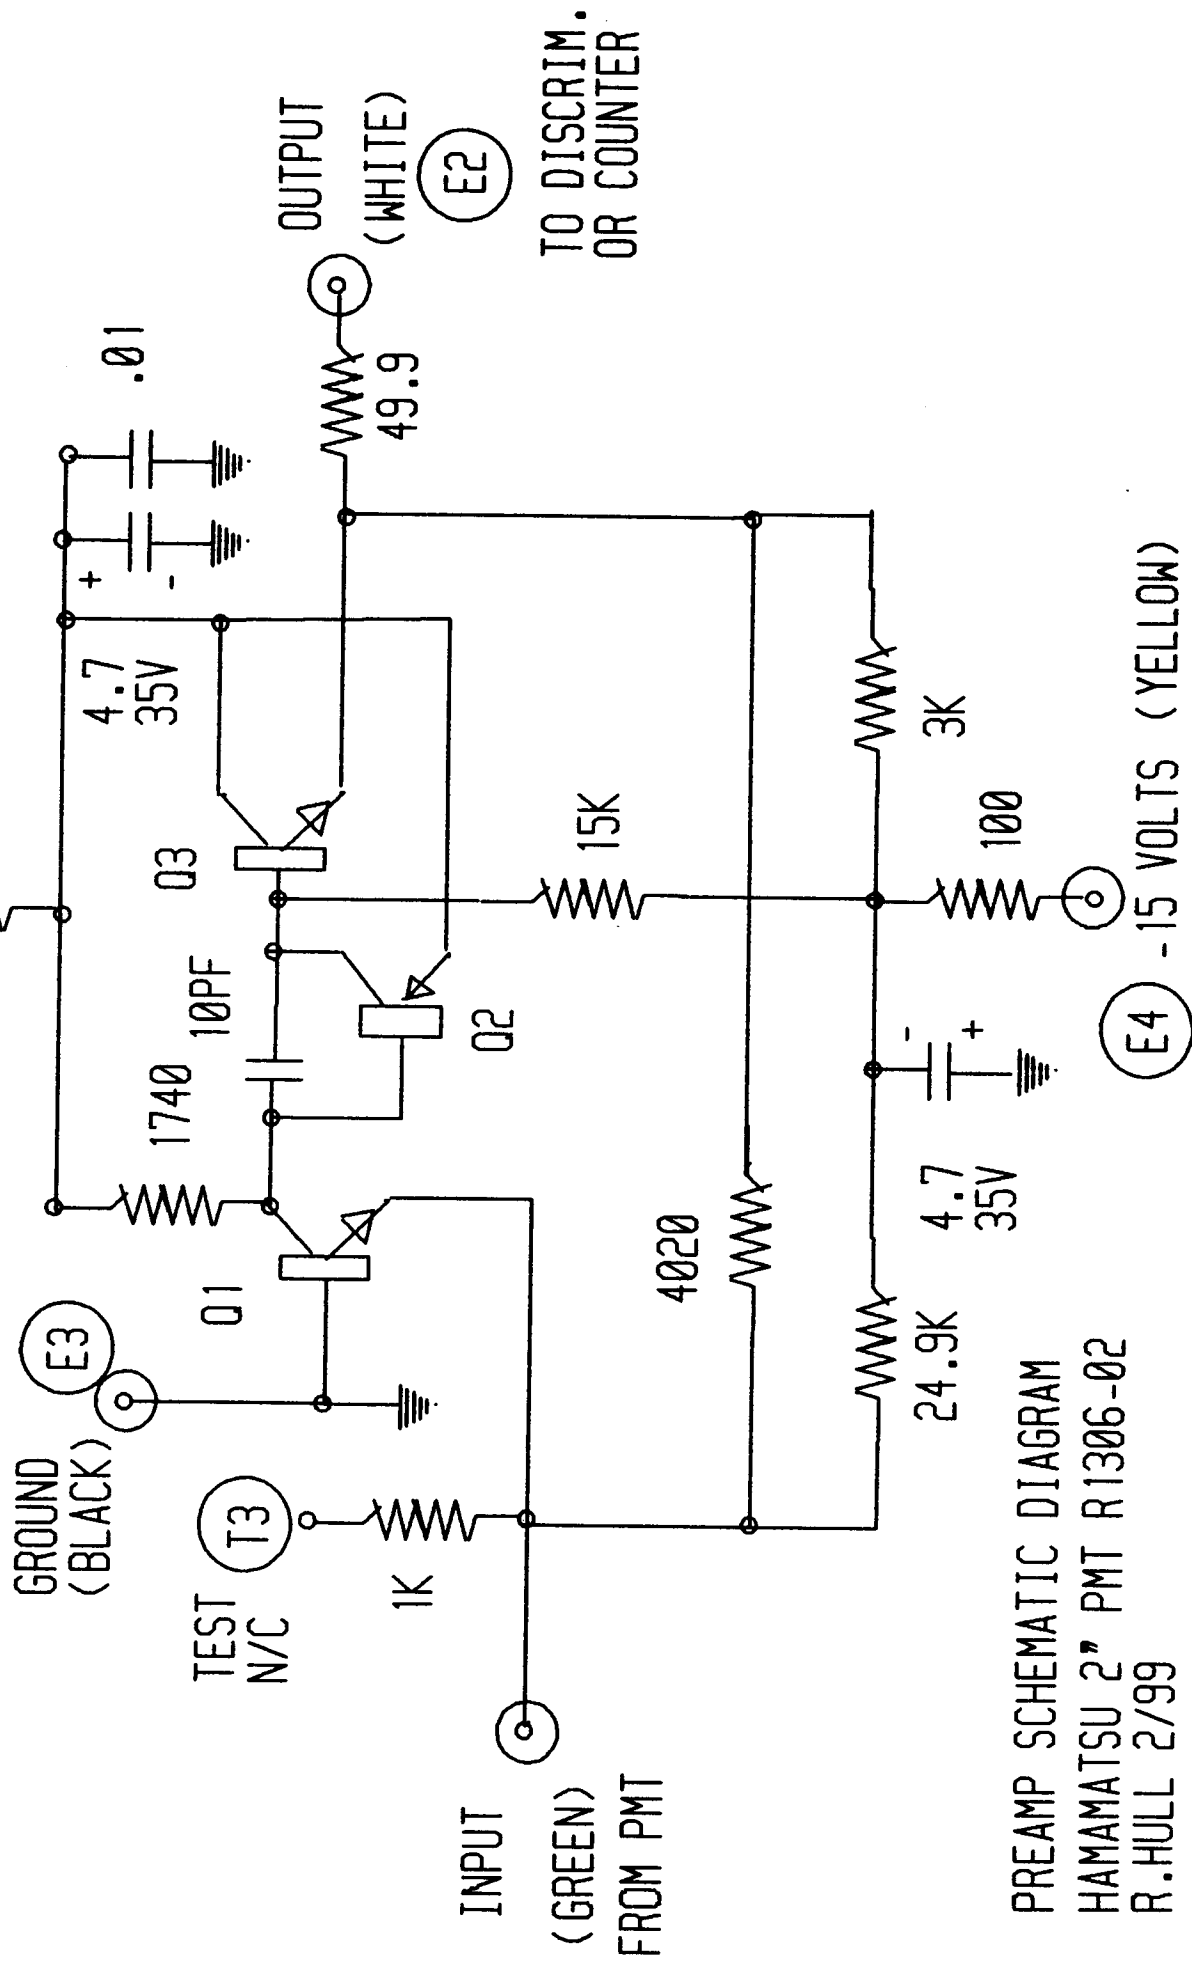 GROUND
(BLACK)
E3
TEST
N/C
T3
1K
INPUT
(GREEN)
FROM PMT
Q1
1740
10PF
Q2
Q3
4.7
35V
+
-
.01
49.9
OUTPUT
(WHITE)
E2
TO DISCRIM.
OR COUNTER
15K
4020
3K
24.9K
4.7
35V
-
+
100
E4
-15 VOLTS (YELLOW)
PREAMP SCHEMATIC DIAGRAM
HAMAMATSU 2" PMT R1306-02
R.HULL 2/99